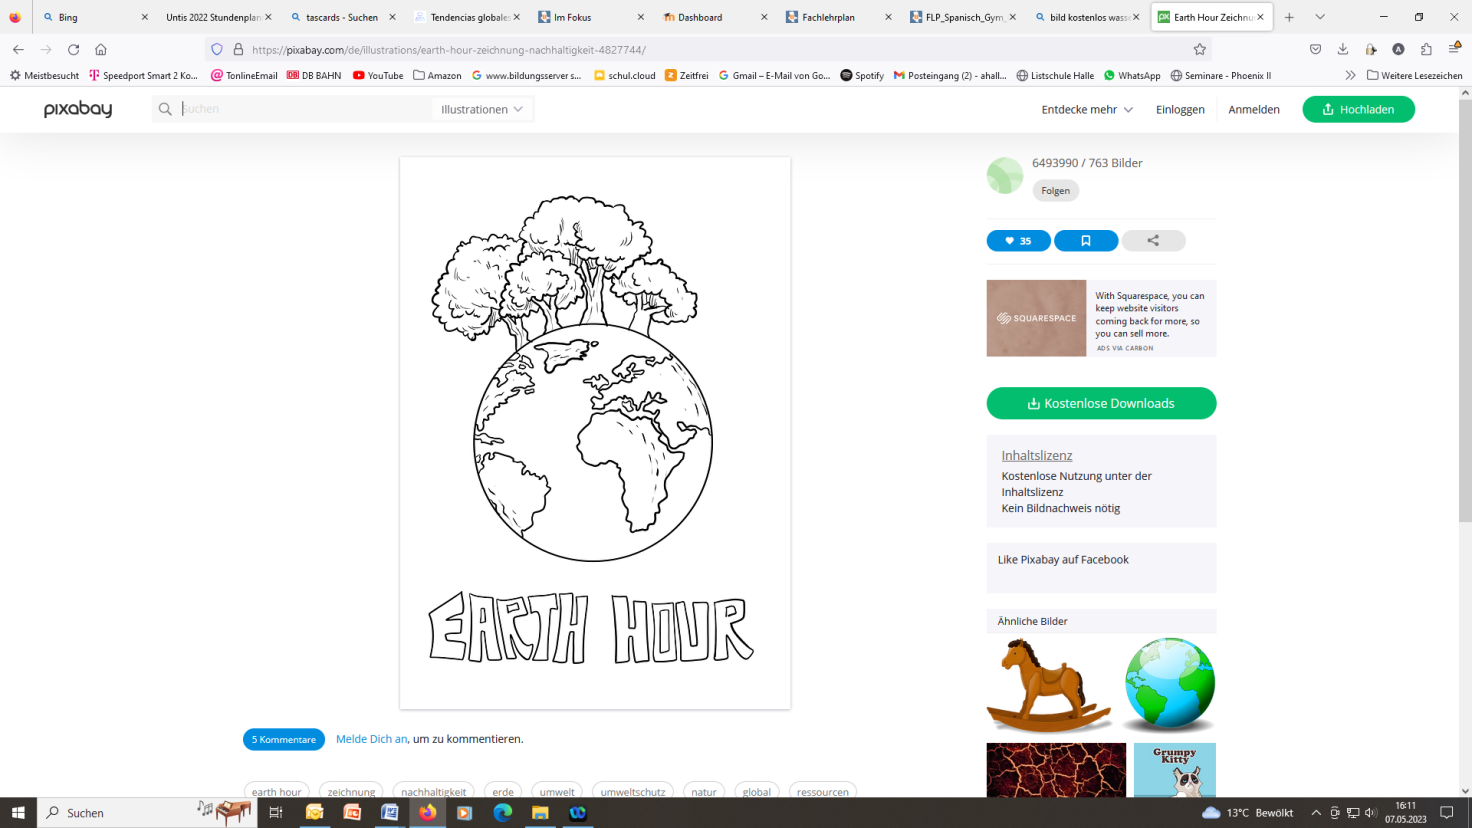 Bing
Untis 2022 Stundenplan
tascards - Suchen
Tendencias globales
Im Fokus
Dashboard
Fachlehrplan
FLP_Spanisch_Gym_
bild kostenlos wasse
Earth Hour Zeichnu
https://pixabay.com/de/illustrations/earth-hour-zeichnung-nachhaltigkeit-4827744/
Meistbesucht
Speedport Smart 2 Ko...
TonlineEmail
DB BAHN
YouTube
Amazon
www.bildungsserver s...
schul.cloud
Zeitfrei
Gmail – E-Mail von Go...
Spotify
Posteingang (2) - ahall...
Listschule Halle
WhatsApp
Seminare - Phoenix II
Weitere Lesezeichen
pixabay
Suchen
Illustrationen
Entdecke mehr
Einloggen
Anmelden
Hochladen
6493990 / 763 Bilder
Folgen
35
SQUARESPACE
With Squarespace, you can
keep website visitors
coming back for more, so
you can sell more.
ADS VIA CARBON
Kostenlose Downloads
Inhaltslizenz
Kostenlose Nutzung unter der
Inhaltslizenz
Kein Bildnachweis nötig
Like Pixabay auf Facebook
Ähnliche Bilder
Grumpy
Kitty
EARTH HOUR
5 Kommentare
Melde Dich an, um zu kommentieren.
earth hour
zeichnung
nachhaltigkeit
erde
umwelt
umweltschutz
natur
global
ressourcen
Suchen
13°C Bewölkt
16:11
07.05.2023